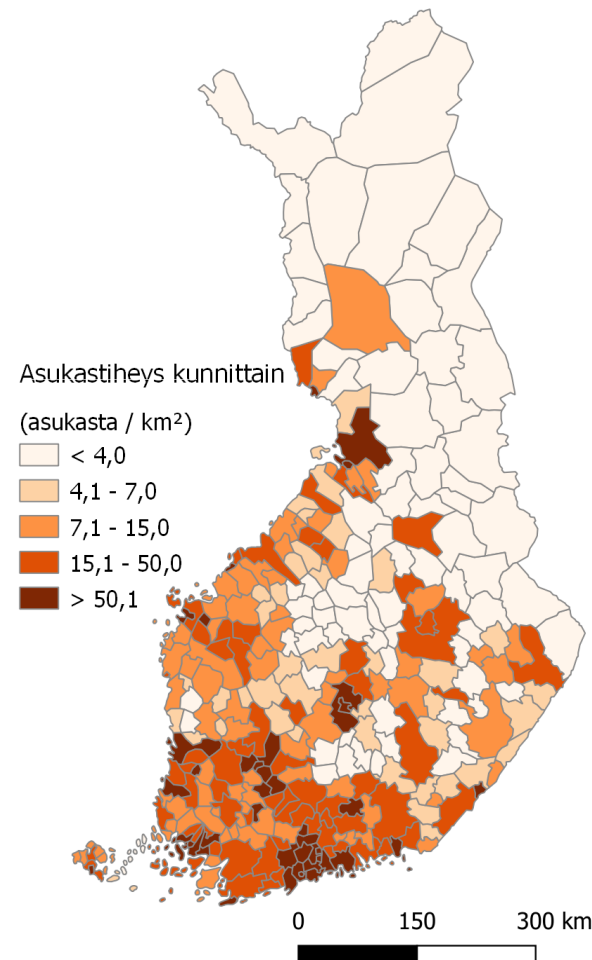 Asukastiheys kunnittain
(asukasta / km²)
< 4,0
4,1 - 7,0
7,1 - 15,0
15,1 - 50,0
> 50,1
0 150 300 km